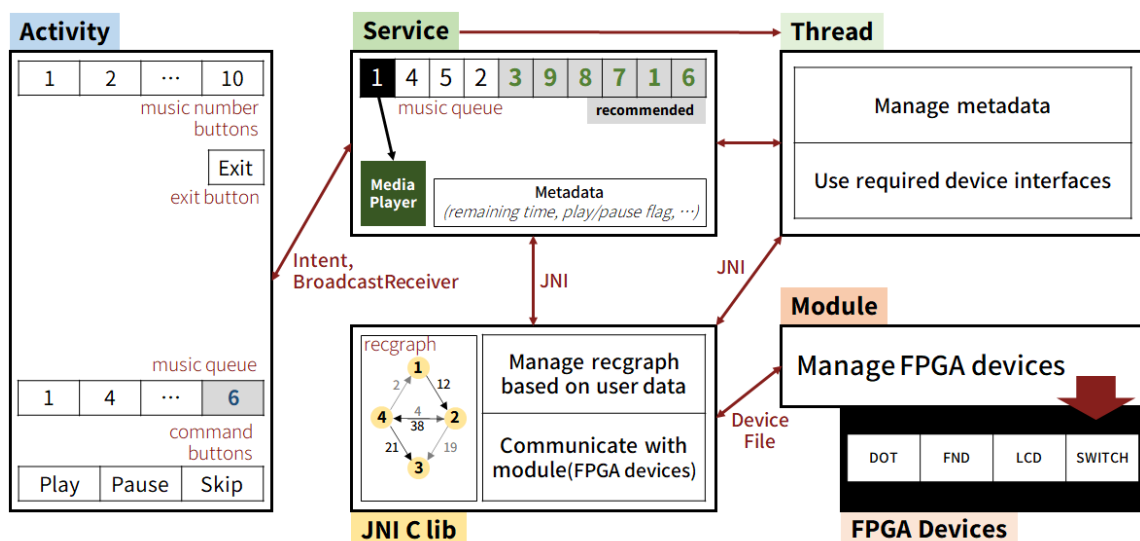 Activity
1 2 … 10
music number
buttons
Exit
exit button
music queue
1 4 … 6
command
buttons
Play Pause Skip
Intent,
BroadcastReceiver
Service
1 4 5 2 3 9 8 7 1 6
music queue
recommended
Media
Player
Metadata
(remaining time, play/pause flag, …)
JNI
JNI
Thread
Manage metadata
Use required device interfaces
recgraph
1
2 12
4 4 2
38
21 19
3
Manage recgraph
based on user data
Communicate with
module(FPGA devices)
JNI C lib
Device
File
Module
Manage FPGA devices
DOT FND LCD SWITCH
FPGA Devices